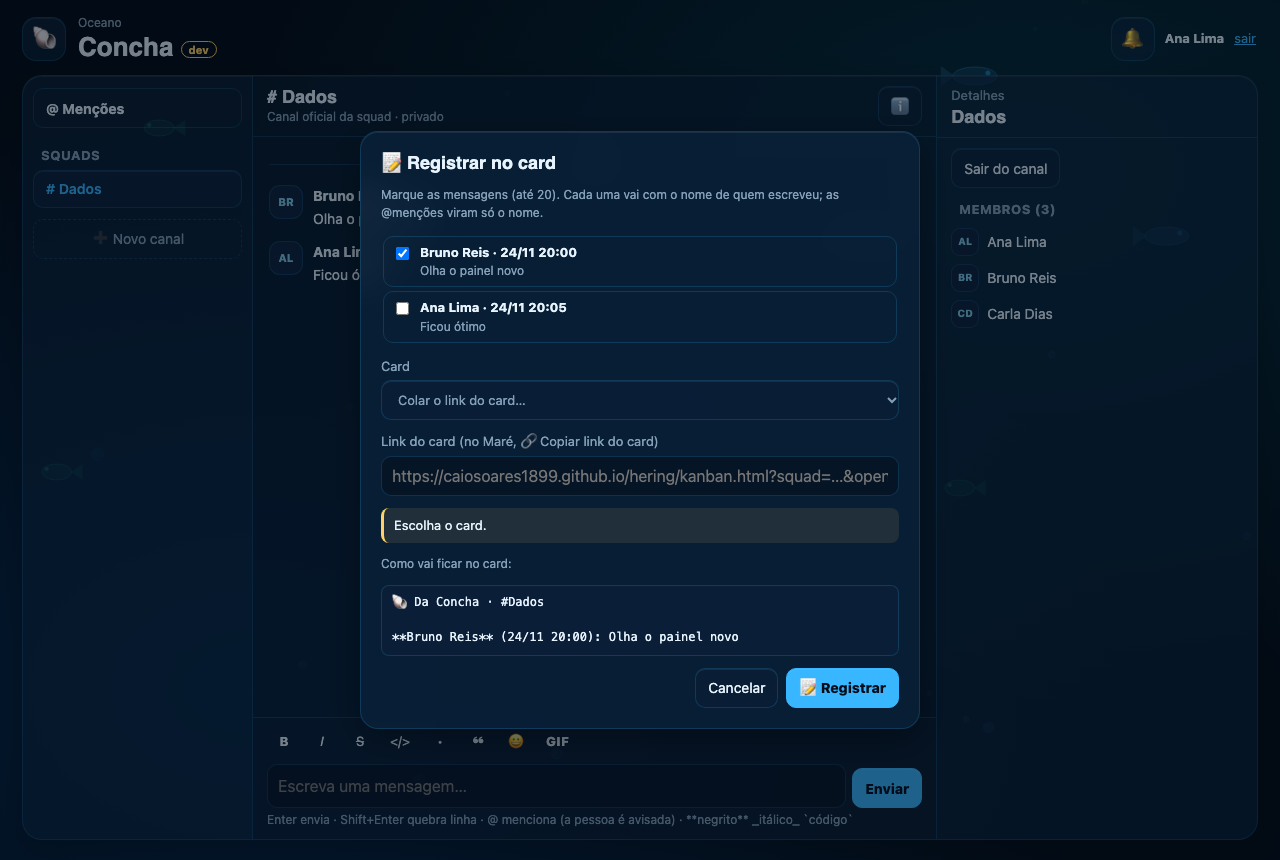 Oceano
Concha dev
Ana Lima sair
@ Menções
SQUADS
# Dados
Novo canal
# Dados
Canal oficial da squad · privado
BR
Bruno
Olha o
AL
Ana
Ficou
Registrar no card
Marque as mensagens (até 20). Cada uma vai com o nome de quem escreveu; as
@menções viram só o nome.
Bruno Reis · 24/11 20:00
Olha o painel novo
Ana Lima · 24/11 20:05
Ficou ótimo
Card
Colar o link do card...
Link do card (no Maré, 🔗 Copiar link do card)
https://caiosoares1899.github.io/hering/kanban.html?squad=...&open
Escolha o card.
Como vai ficar no card:
Da Concha · #Dados
**Bruno Reis** (24/11 20:00): Olha o painel novo
Cancelar
Registrar
B I S </> · ❝ GIF
Escreva uma mensagem...
Enviar
Enter envia · Shift+Enter quebra linha · @ menciona (a pessoa é avisada) · **negrito** _itálico_ `código`
Detalhes
Dados
Sair do canal
MEMBROS (3)
AL Ana Lima
BR Bruno Reis
CD Carla Dias